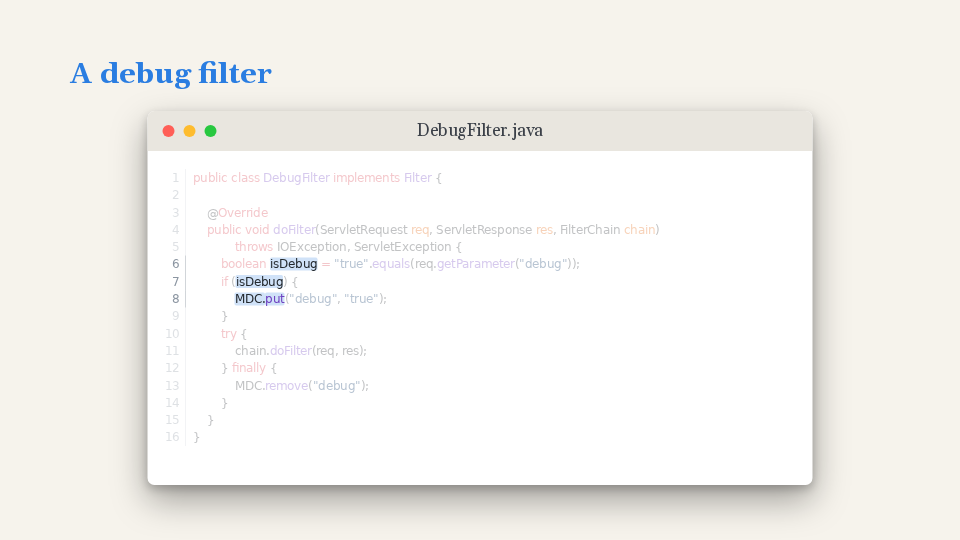 A debug filter
DebugFilter.java
1 public class DebugFilter implements Filter {
2
3     @Override
4     public void doFilter(ServletRequest req, ServletResponse res, FilterChain chain)
5             throws IOException, ServletException {
6         boolean isDebug = "true".equals(req.getParameter("debug"));
7         if (isDebug) {
8             MDC.put("debug", "true");
9         }
10         try {
11             chain.doFilter(req, res);
12         } finally {
13             MDC.remove("debug");
14         }
15     }
16 }